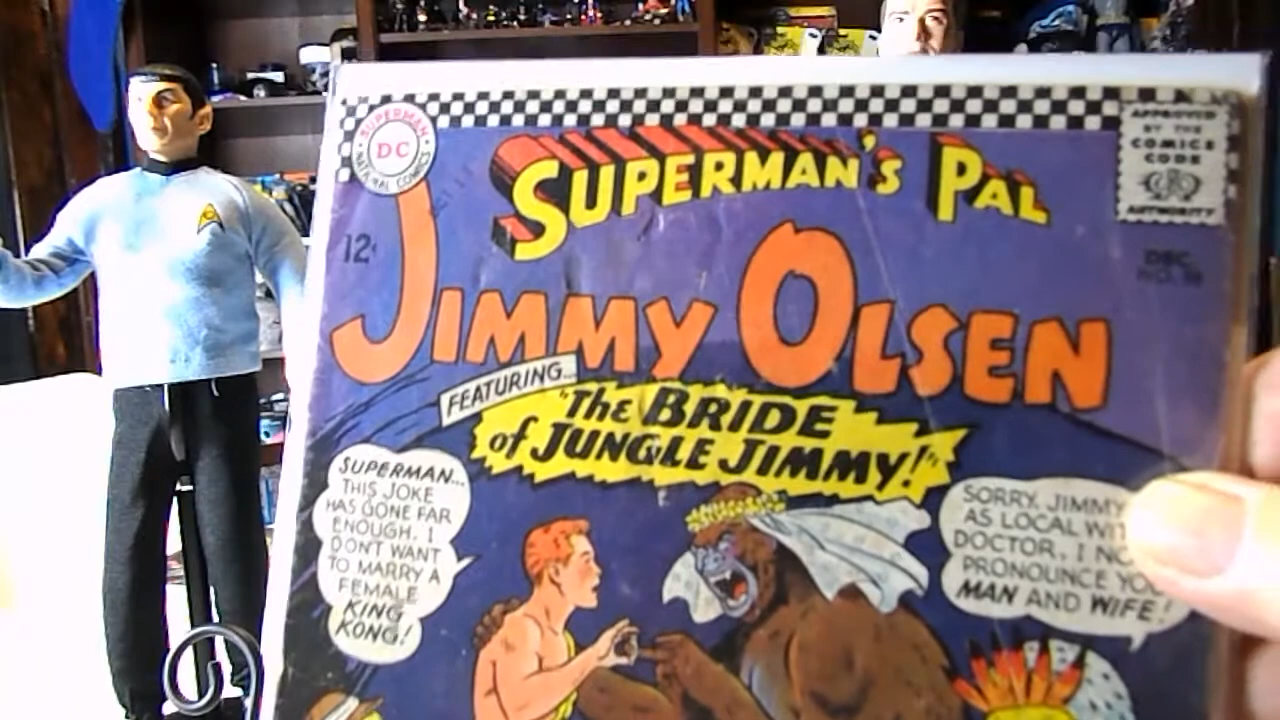 SUPERMAN
DC
NATIONAL COMICS
APPROVED
BY THE
COMICS
CODE
AUTHORITY
SUPERMAN'S PAL
12¢
DEC.
JIMMY OLSEN
FEATURING...
"THE BRIDE
of JUNGLE JIMMY!"
SUPERMAN...
THIS JOKE
HAS GONE FAR
ENOUGH. I
DON'T WANT
TO MARRY A
FEMALE
KING
KONG!
SORRY, JIMMY
AS LOCAL
DOCTOR, I
PRONOUNCE
MAN AND WIFE!